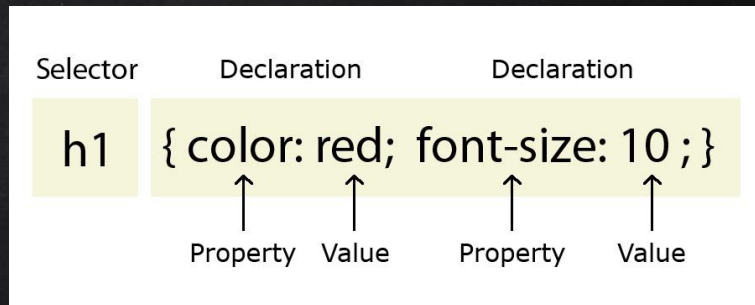 Selector Declaration Declaration
h1 { color: red; font-size: 10 ; }
Property Value Property Value